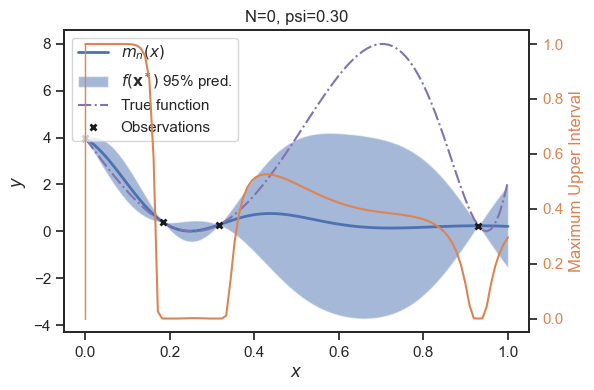 N=0, psi=0.30
mₙ(x)
f(x*) 95% pred.
True function
Observations
8
6
4
2
0
−2
−4
y
1.0
0.8
0.6
0.4
0.2
0.0
Maximum Upper Interval
0.0 0.2 0.4 0.6 0.8 1.0
x